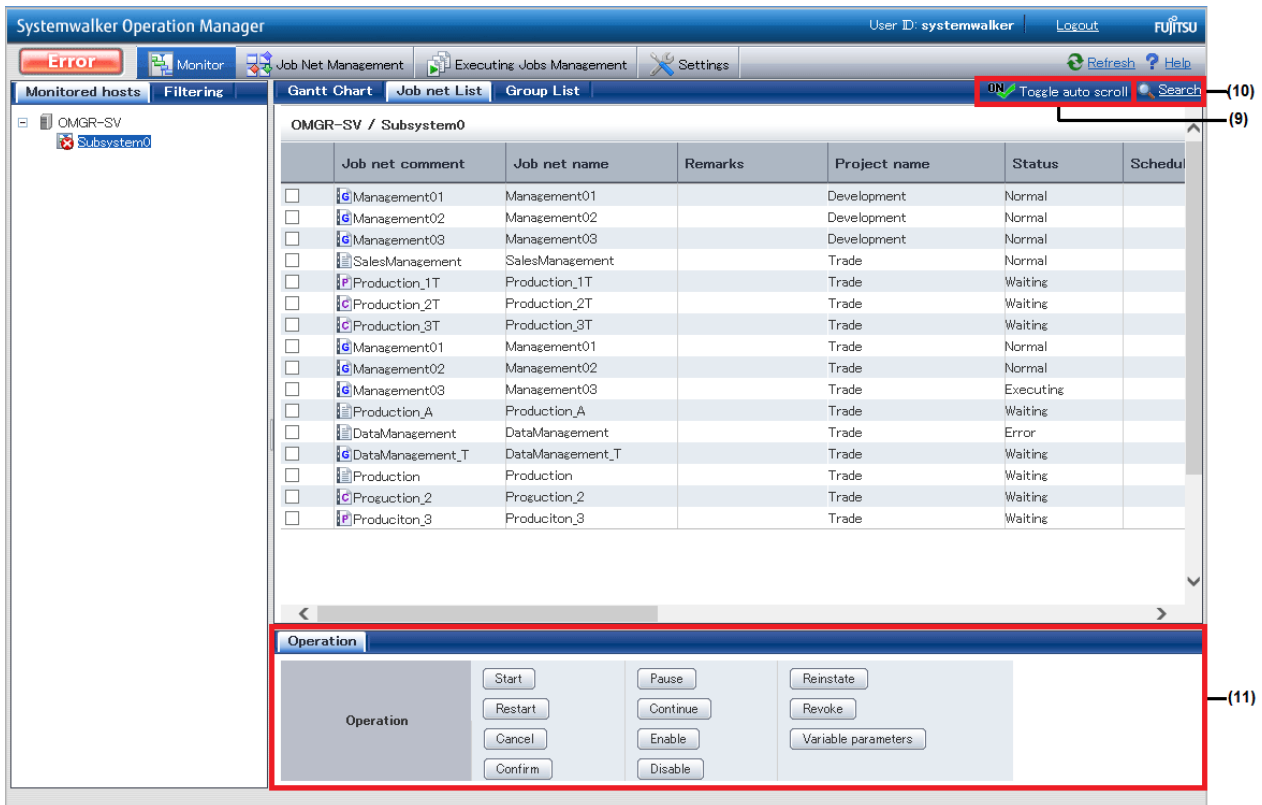 Systemwalker Operation Manager User ID: systemwalker Logout FUJITSU
Error Monitor Job Net Management Executing Jobs Management Settings Refresh ? Help
Monitored hosts Filtering Gantt Chart Job net List Group List ON Toggle auto scroll Search (10)
(9)
OMGR-SV OMGR-SV / Subsystem0
Subsystem0
Job net comment Job net name Remarks Project name Status Schedul
G Management01 Management01 Development Normal
G Management02 Management02 Development Normal
G Management03 Management03 Development Normal
SalesManagement SalesManagement Trade Normal
P Production_1T Production_1T Trade Waiting
C Production_2T Production_2T Trade Waiting
C Production_3T Production_3T Trade Waiting
G Management01 Management01 Trade Normal
G Management02 Management02 Trade Normal
G Management03 Management03 Trade Executing
Production_A Production_A Trade Waiting
DataManagement DataManagement Trade Error
G DataManagement_T DataManagement_T Trade Waiting
Production Production Trade Waiting
C Proguction_2 Proguction_2 Trade Waiting
P Produciton_3 Produciton_3 Trade Waiting
Operation
Start Pause Reinstate
Restart Continue Revoke (11)
Operation
Cancel Enable Variable parameters
Confirm Disable